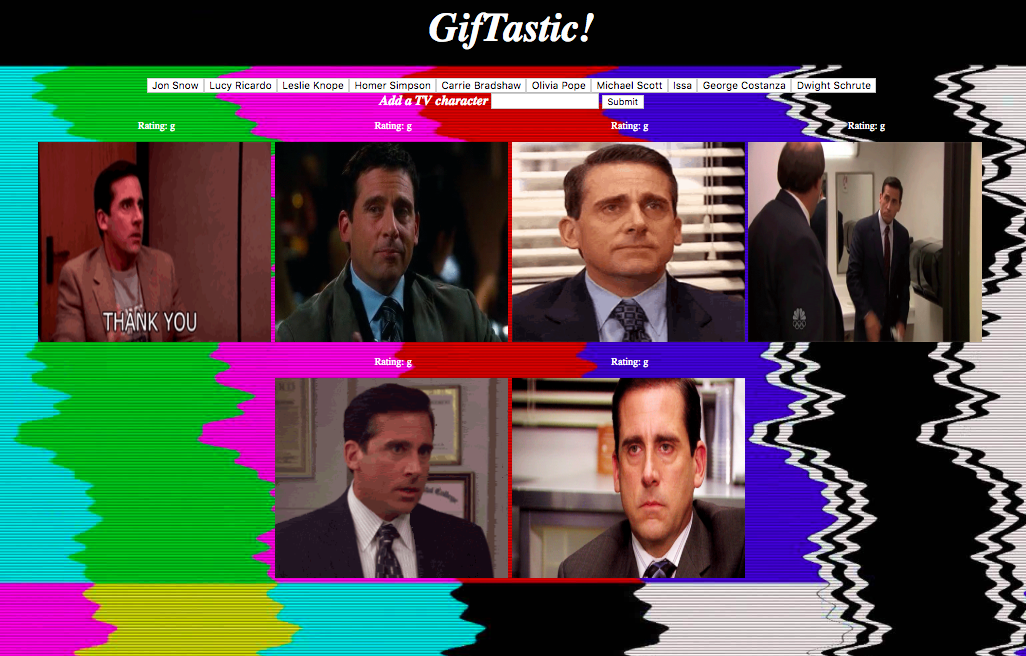 GifTastic!
Jon Snow Lucy Ricardo Leslie Knope Homer Simpson Carrie Bradshaw Olivia Pope Michael Scott Issa George Costanza Dwight Schrute
Add a TV character Submit
Rating: g Rating: g Rating: g Rating: g
THANK YOU
Rating: g Rating: g